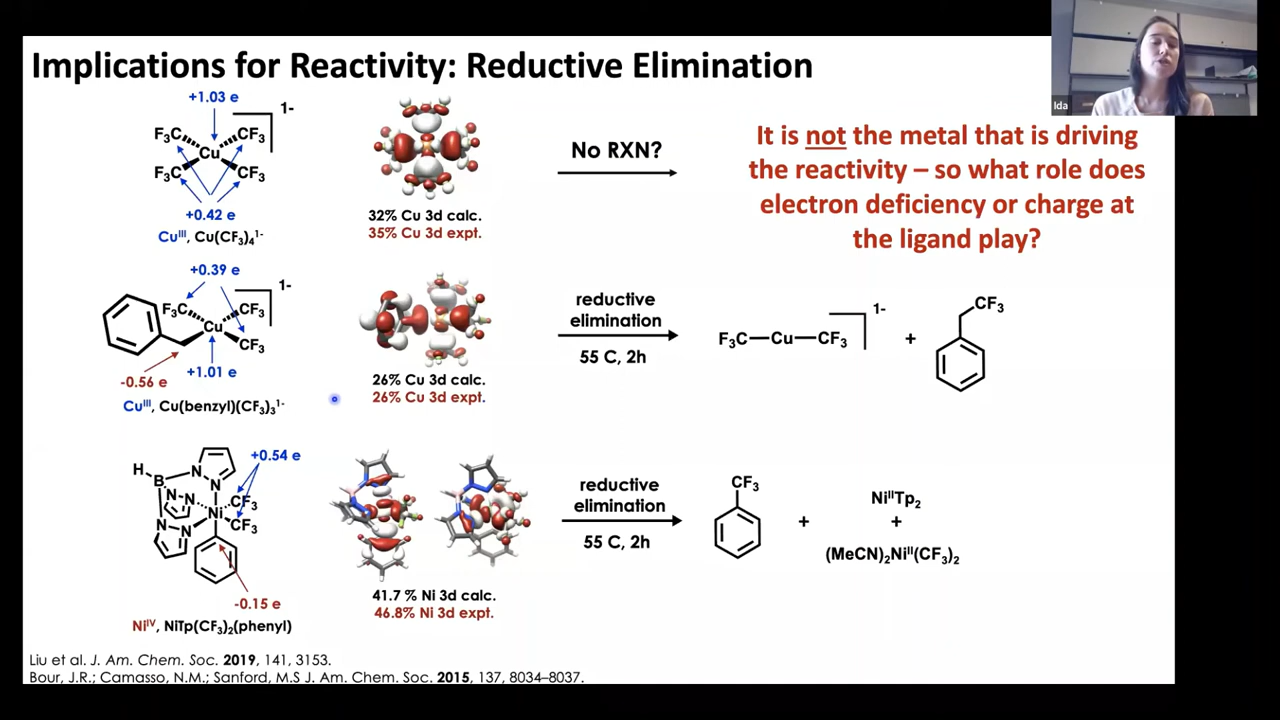 Implications for Reactivity: Reductive Elimination
Ida
+1.03 e
1-
F₃C
CF₃
Cu
F₃C
CF₃
+0.42 e
Cuᴵᴵᴵ, Cu(CF₃)₄¹⁻
32% Cu 3d calc.
35% Cu 3d expt.
No RXN?
It is not the metal that is driving
the reactivity – so what role does
electron deficiency or charge at
the ligand play?
+0.39 e
1-
F₃C
CF₃
Cu
CF₃
-0.56 e
+1.01 e
Cuᴵᴵᴵ, Cu(benzyl)(CF₃)₃¹⁻
26% Cu 3d calc.
26% Cu 3d expt.
reductive
elimination
55 C, 2h
F₃C—Cu—CF₃
1-
+
CF₃
+0.54 e
H
B
N
N
N
N
N
N
Ni
CF₃
CF₃
-0.15 e
Niᴵⱽ, NiTp(CF₃)₂(phenyl)
41.7 % Ni 3d calc.
46.8% Ni 3d expt.
reductive
elimination
55 C, 2h
CF₃
+
NiᴵᴵTp₂
+
(MeCN)₂Niᴵᴵ(CF₃)₂
Liu et al. J. Am. Chem. Soc. 2019, 141, 3153.
Bour, J.R.; Camasso, N.M.; Sanford, M.S J. Am. Chem. Soc. 2015, 137, 8034–8037.